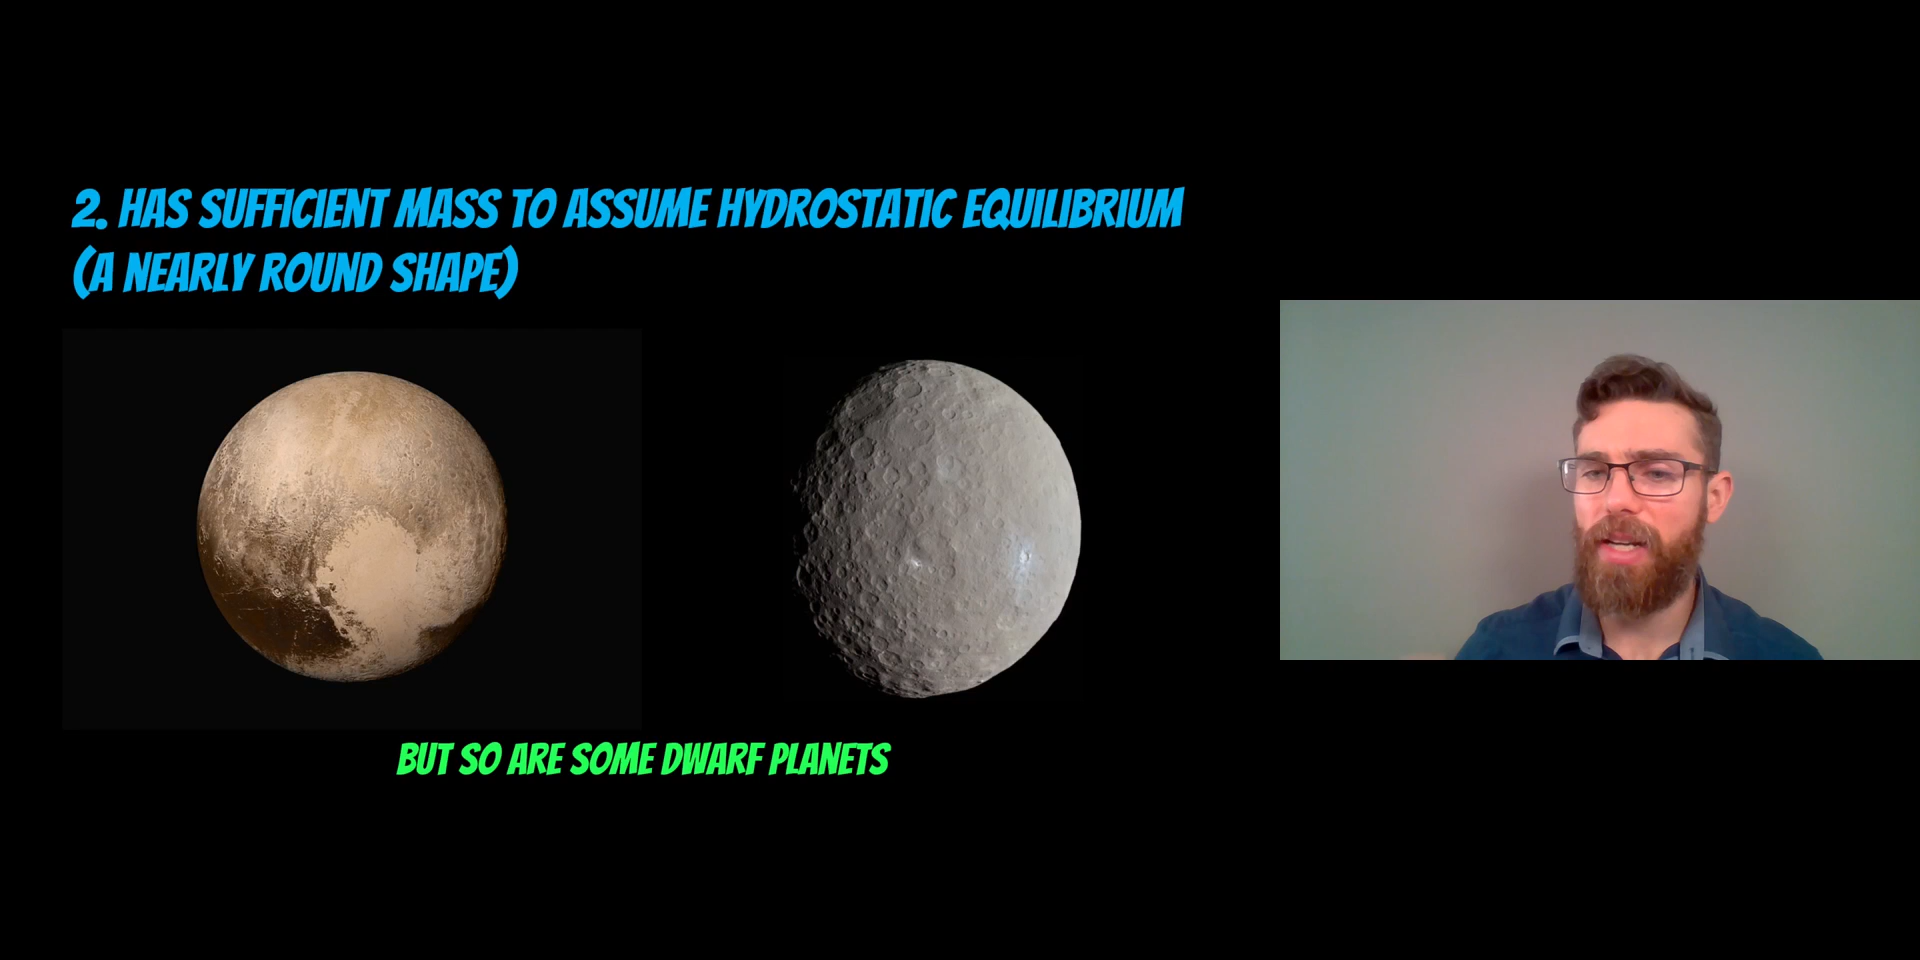 2. HAS SUFFICIENT MASS TO ASSUME HYDROSTATIC EQUILIBRIUM
(A NEARLY ROUND SHAPE)
BUT SO ARE SOME DWARF PLANETS